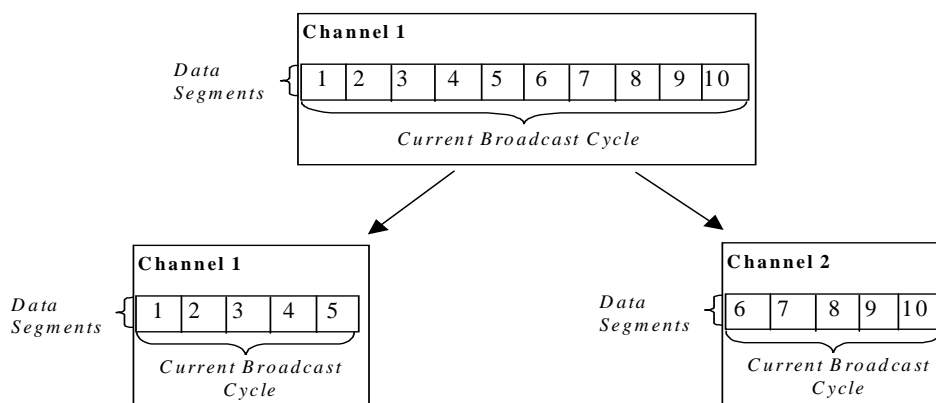 Channel 1
Data
Segments
1 2 3 4 5 6 7 8 9 10
Current Broadcast Cycle
Channel 1
Data
Segments
1 2 3 4 5
Current Broadcast
Cycle
Channel 2
Data
Segments
6 7 8 9 10
Current Broadcast
Cycle